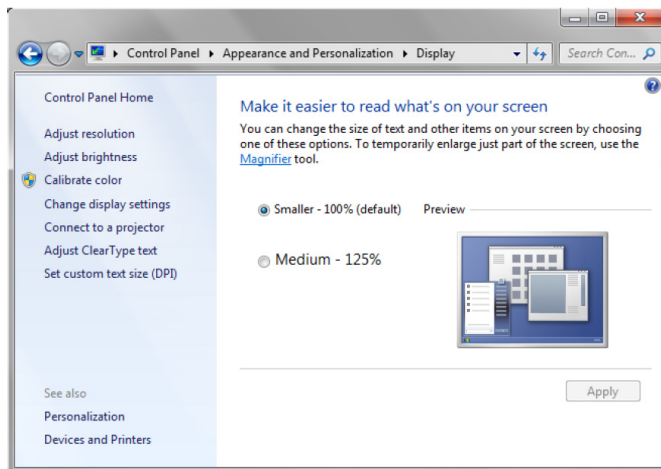 Control Panel ▸ Appearance and Personalization ▸ Display
Search Con...
Control Panel Home
Adjust resolution
Adjust brightness
Calibrate color
Change display settings
Connect to a projector
Adjust ClearType text
Set custom text size (DPI)
See also
Personalization
Devices and Printers
Make it easier to read what's on your screen
You can change the size of text and other items on your screen by choosing
one of these options. To temporarily enlarge just part of the screen, use the
Magnifier tool.
Smaller - 100% (default)
Preview
Medium - 125%
Apply